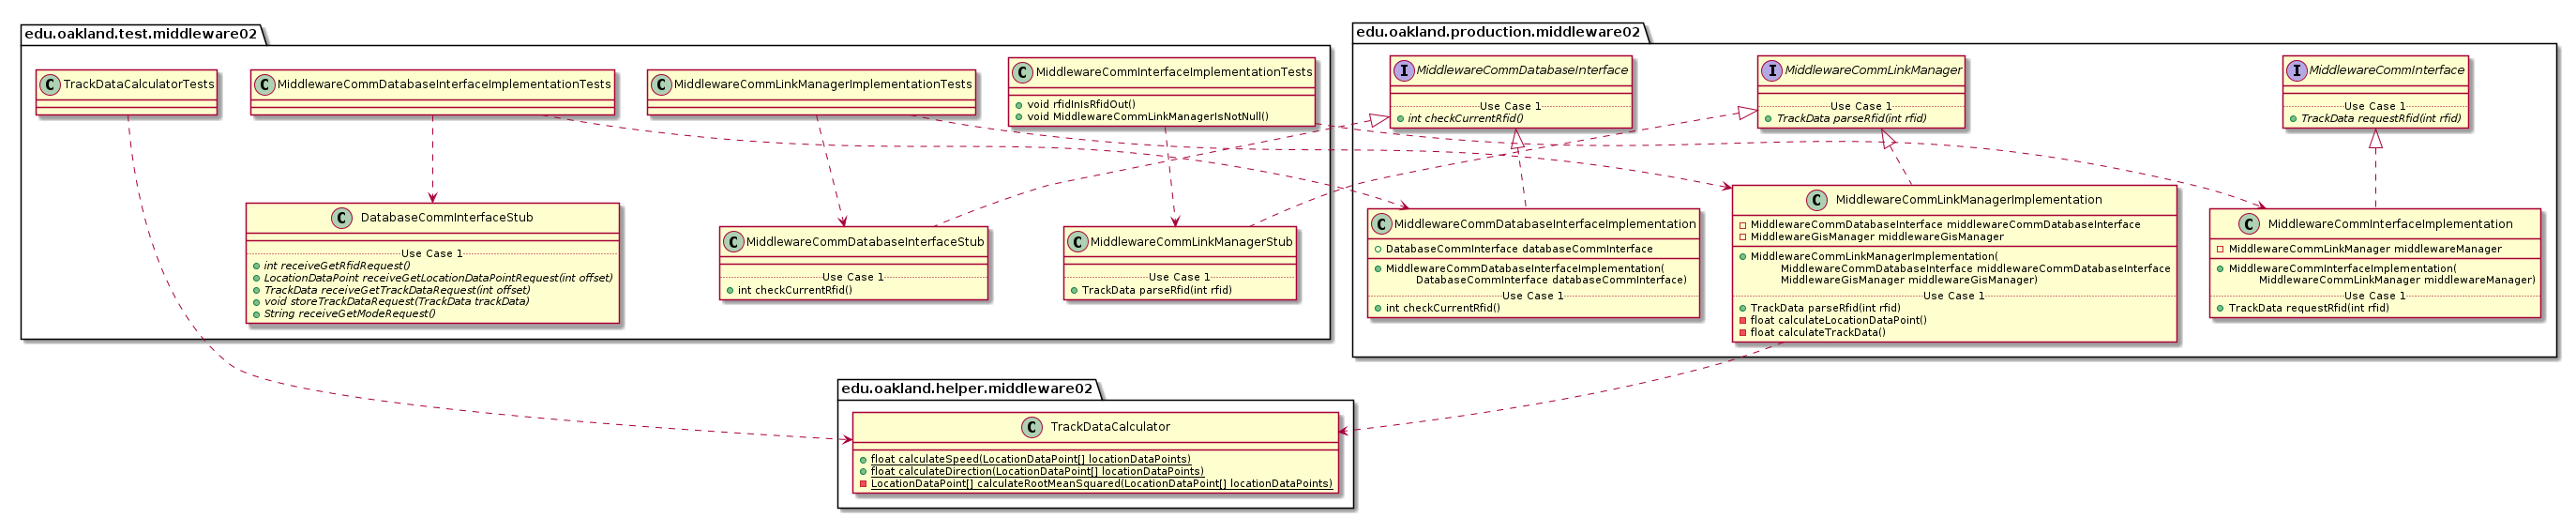 edu.oakland.test.middleware02
C TrackDataCalculatorTests
C MiddlewareCommDatabaseInterfaceImplementationTests
C MiddlewareCommLinkManagerImplementationTests
C MiddlewareCommInterfaceImplementationTests
void rfidInIsRfidOut()
void MiddlewareCommLinkManagerIsNotNull()
C DatabaseCommInterfaceStub
Use Case 1
int receiveGetRfidRequest()
LocationDataPoint receiveGetLocationDataPointRequest(int offset)
TrackData receiveGetTrackDataRequest(int offset)
void storeTrackDataRequest(TrackData trackData)
String receiveGetModeRequest()
C MiddlewareCommDatabaseInterfaceStub
Use Case 1
int checkCurrentRfid()
C MiddlewareCommLinkManagerStub
Use Case 1
TrackData parseRfid(int rfid)
edu.oakland.production.middleware02
I MiddlewareCommDatabaseInterface
Use Case 1
int checkCurrentRfid()
I MiddlewareCommLinkManager
Use Case 1
TrackData parseRfid(int rfid)
I MiddlewareCommInterface
Use Case 1
TrackData requestRfid(int rfid)
C MiddlewareCommDatabaseInterfaceImplementation
DatabaseCommInterface databaseCommInterface
MiddlewareCommDatabaseInterfaceImplementation(
DatabaseCommInterface databaseCommInterface)
Use Case 1
int checkCurrentRfid()
C MiddlewareCommLinkManagerImplementation
MiddlewareCommDatabaseInterface middlewareCommDatabaseInterface
MiddlewareGisManager middlewareGisManager
MiddlewareCommLinkManagerImplementation(
MiddlewareCommDatabaseInterface middlewareCommDatabaseInterface
MiddlewareGisManager middlewareGisManager)
Use Case 1
TrackData parseRfid(int rfid)
float calculateLocationDataPoint()
float calculateTrackData()
C MiddlewareCommInterfaceImplementation
MiddlewareCommLinkManager middlewareManager
MiddlewareCommInterfaceImplementation(
MiddlewareCommLinkManager middlewareManager)
Use Case 1
TrackData requestRfid(int rfid)
edu.oakland.helper.middleware02
C TrackDataCalculator
float calculateSpeed(LocationDataPoint[] locationDataPoints)
float calculateDirection(LocationDataPoint[] locationDataPoints)
LocationDataPoint[] calculateRootMeanSquared(LocationDataPoint[] locationDataPoints)